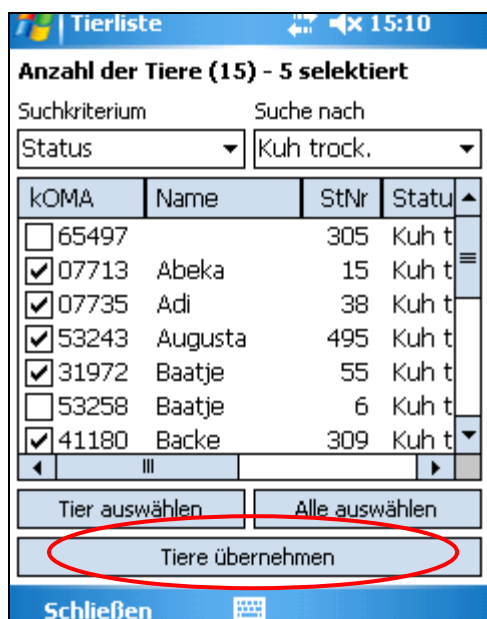 Tierliste 15:10
Anzahl der Tiere (15) - 5 selektiert
Suchkriterium Suche nach
Status Kuh trock.
kOMA Name StNr Statu
65497 305 Kuh t
07713 Abeka 15 Kuh t
07735 Adi 38 Kuh t
53243 Augusta 495 Kuh t
31972 Baatje 55 Kuh t
53258 Baatje 6 Kuh t
41180 Backe 309 Kuh t
Tier auswählen Alle auswählen
Tiere übernehmen
Schließen